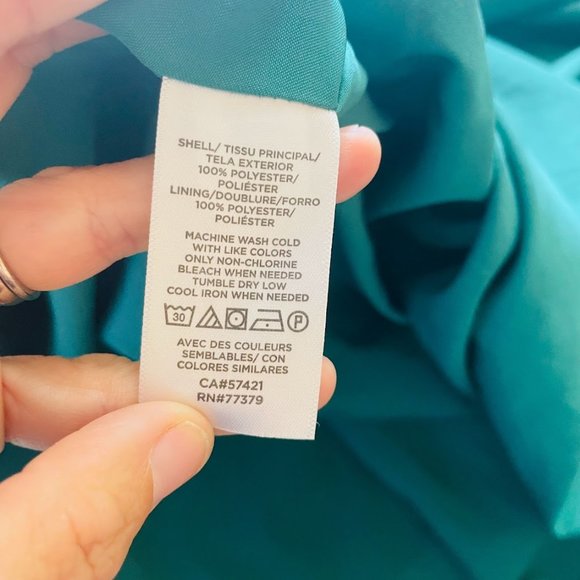 SHELL/ TISSU PRINCIPAL/
TELA EXTERIOR
100% POLYESTER/
POLIÉSTER
LINING/DOUBLURE/FORRO
100% POLYESTER/
POLIÉSTER
MACHINE WASH COLD
WITH LIKE COLORS
ONLY NON-CHLORINE
BLEACH WHEN NEEDED
TUMBLE DRY LOW
COOL IRON WHEN NEEDED
30 P
AVEC DES COULEURS
SEMBLABLES/ CON
COLORES SIMILARES
CA#57421
RN#77379